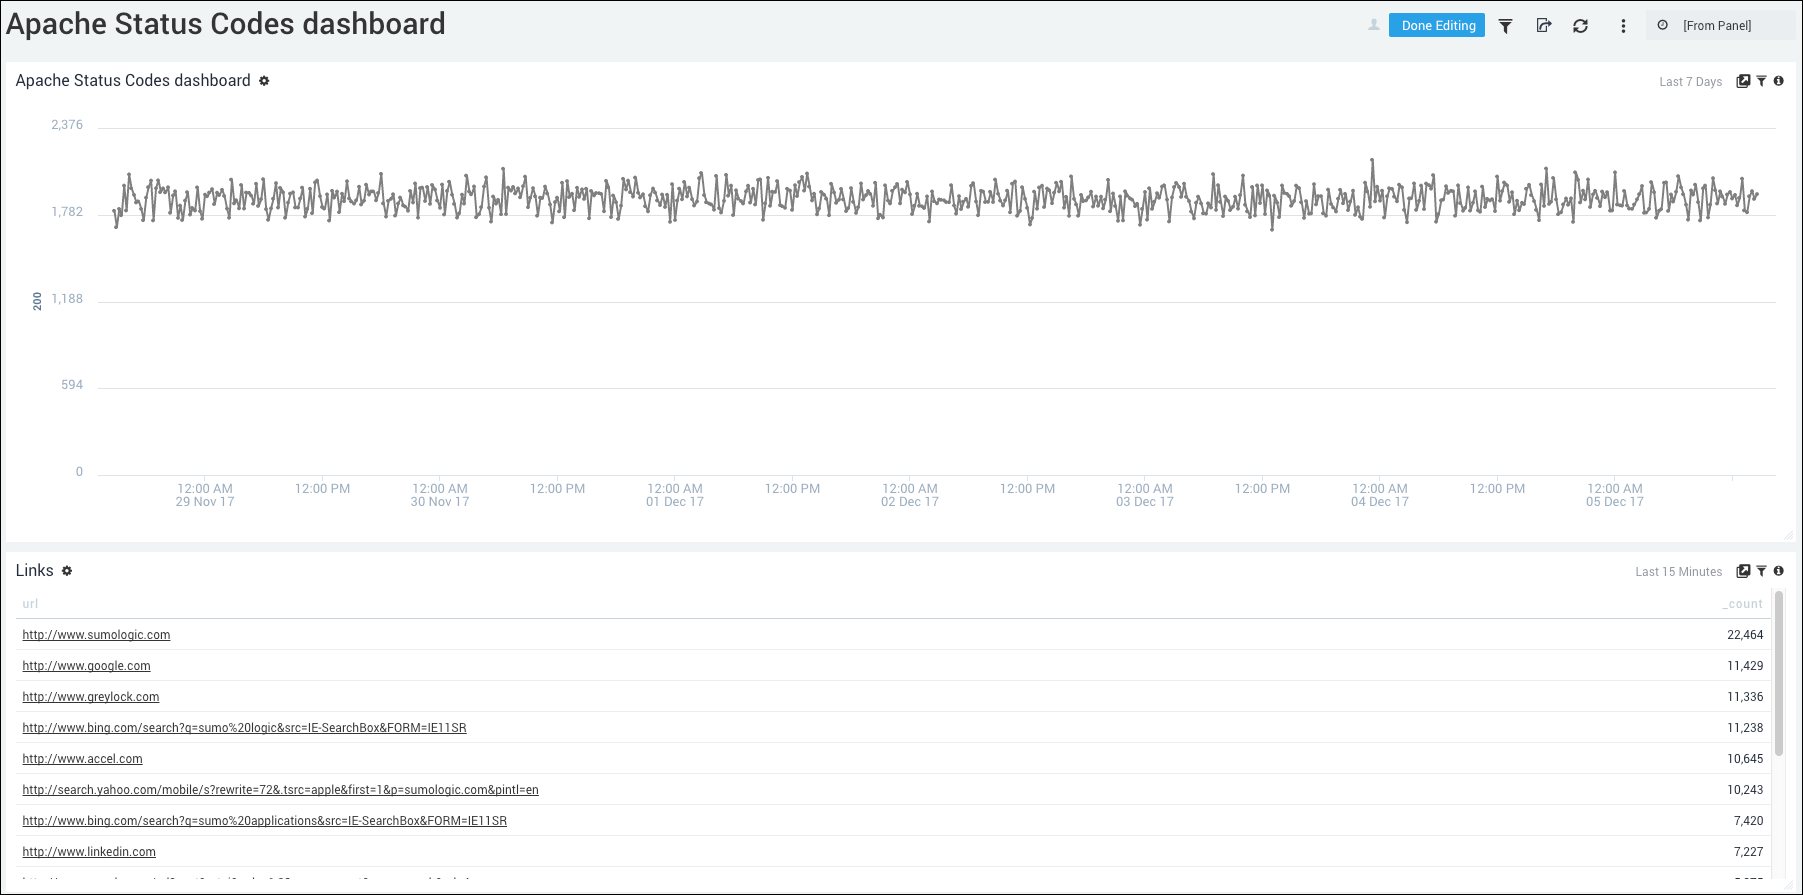 Apache Status Codes dashboard
Done Editing
[From Panel]
Apache Status Codes dashboard
Last 7 Days
2,376
1,782
1,188
594
0
200
12:00 AM 12:00 PM 12:00 AM 12:00 PM 12:00 AM 12:00 PM 12:00 AM 12:00 PM 12:00 AM 12:00 PM 12:00 AM 12:00 PM 12:00 AM
29 Nov 17 30 Nov 17 01 Dec 17 02 Dec 17 03 Dec 17 04 Dec 17 05 Dec 17
Links
Last 15 Minutes
url _count
http://www.sumologic.com 22,464
http://www.google.com 11,429
http://www.greylock.com 11,336
http://www.bing.com/search?q=sumo%20logic&src=IE-SearchBox&FORM=IE11SR 11,238
http://www.accel.com 10,645
http://search.yahoo.com/mobile/s?rewrite=72&.tsrc=apple&first=1&p=sumologic.com&pintl=en 10,243
http://www.bing.com/search?q=sumo%20applications&src=IE-SearchBox&FORM=IE11SR 7,420
http://www.linkedin.com 7,227